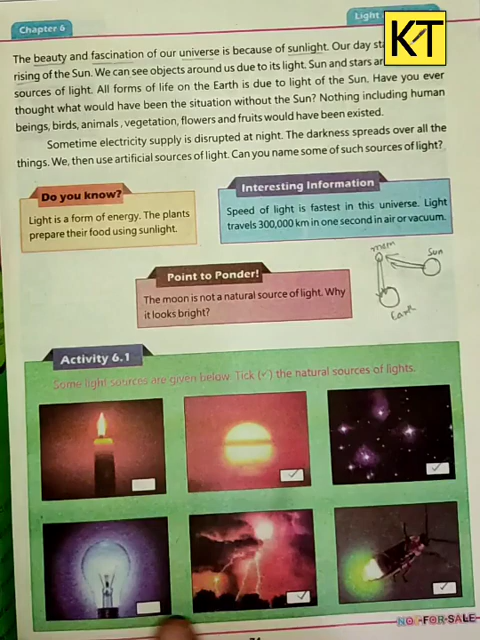 Chapter 6
Light
KT
The beauty and fascination of our universe is because of sunlight. Our day sta
rising of the Sun. We can see objects around us due to its light. Sun and stars ar
sources of light. All forms of life on the Earth is due to light of the Sun. Have you ever
thought what would have been the situation without the Sun? Nothing including human
beings, birds, animals , vegetation, flowers and fruits would have been existed.
Sometime electricity supply is disrupted at night. The darkness spreads over all the
things. We, then use artificial sources of light. Can you name some of such sources of light?
Do you know?
Light is a form of energy. The plants
prepare their food using sunlight.
Interesting Information
Speed of light is fastest in this universe. Light
travels 300,000 km in one second in air or vacuum.
Point to Ponder!
The moon is not a natural source of light. Why
it looks bright?
moon
Sun
Earth
Activity 6.1
Some light sources are given below. Tick (✓) the natural sources of lights.
NOT-FOR-SALE